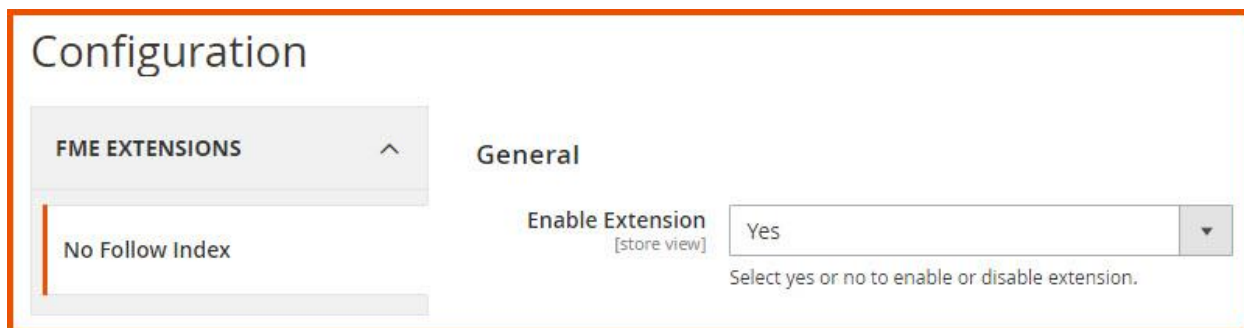 Configuration
FME EXTENSIONS
General
Enable Extension
[store view]
Yes
Select yes or no to enable or disable extension.
No Follow Index